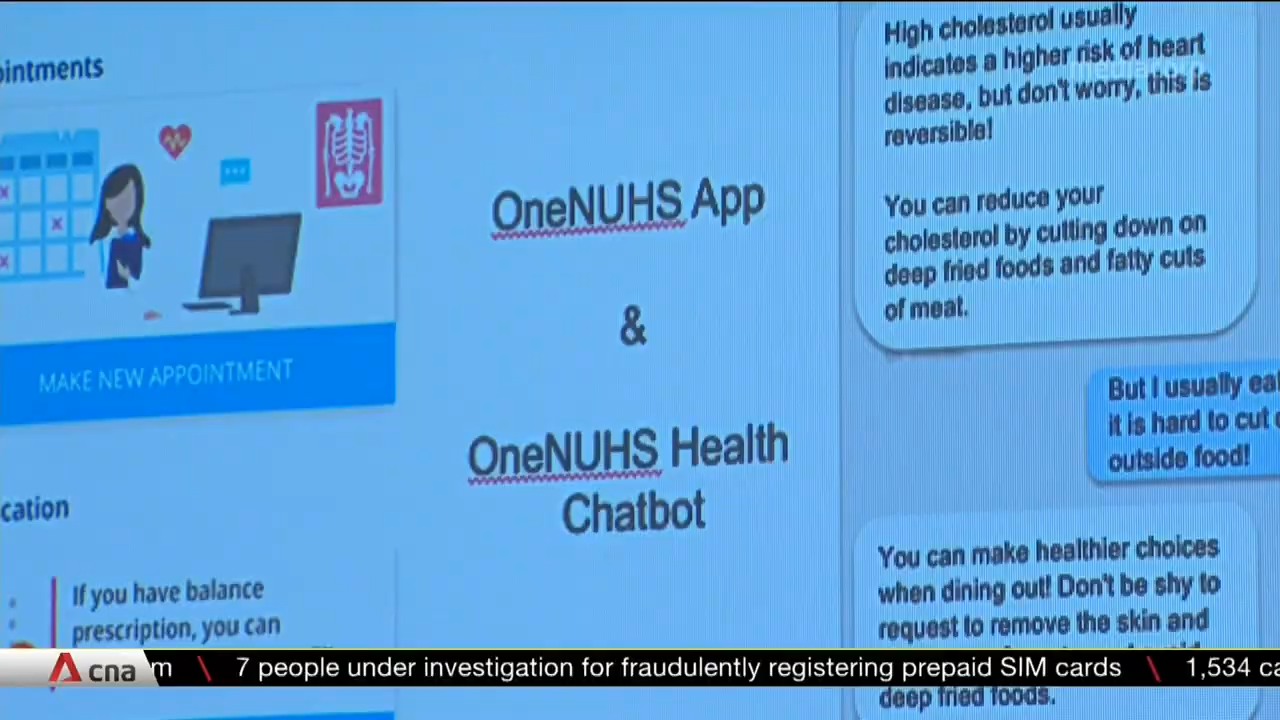 ointments
MAKE NEW APPOINTMENT
cation
If you have balance
prescription, you can
OneNUHS App
&
OneNUHS Health
Chatbot
High cholesterol usually
indicates a higher risk of heart
disease, but don't worry, this is
reversible!
You can reduce your
cholesterol by cutting down on
deep fried foods and fatty cuts
of meat.
But I usually eat
it is hard to cut
outside food!
You can make healthier choices
when dining out! Don't be shy to
request to remove the skin and
deep fried foods.
cna m \ 7 people under investigation for fraudulently registering prepaid SIM cards \ 1,534 ca